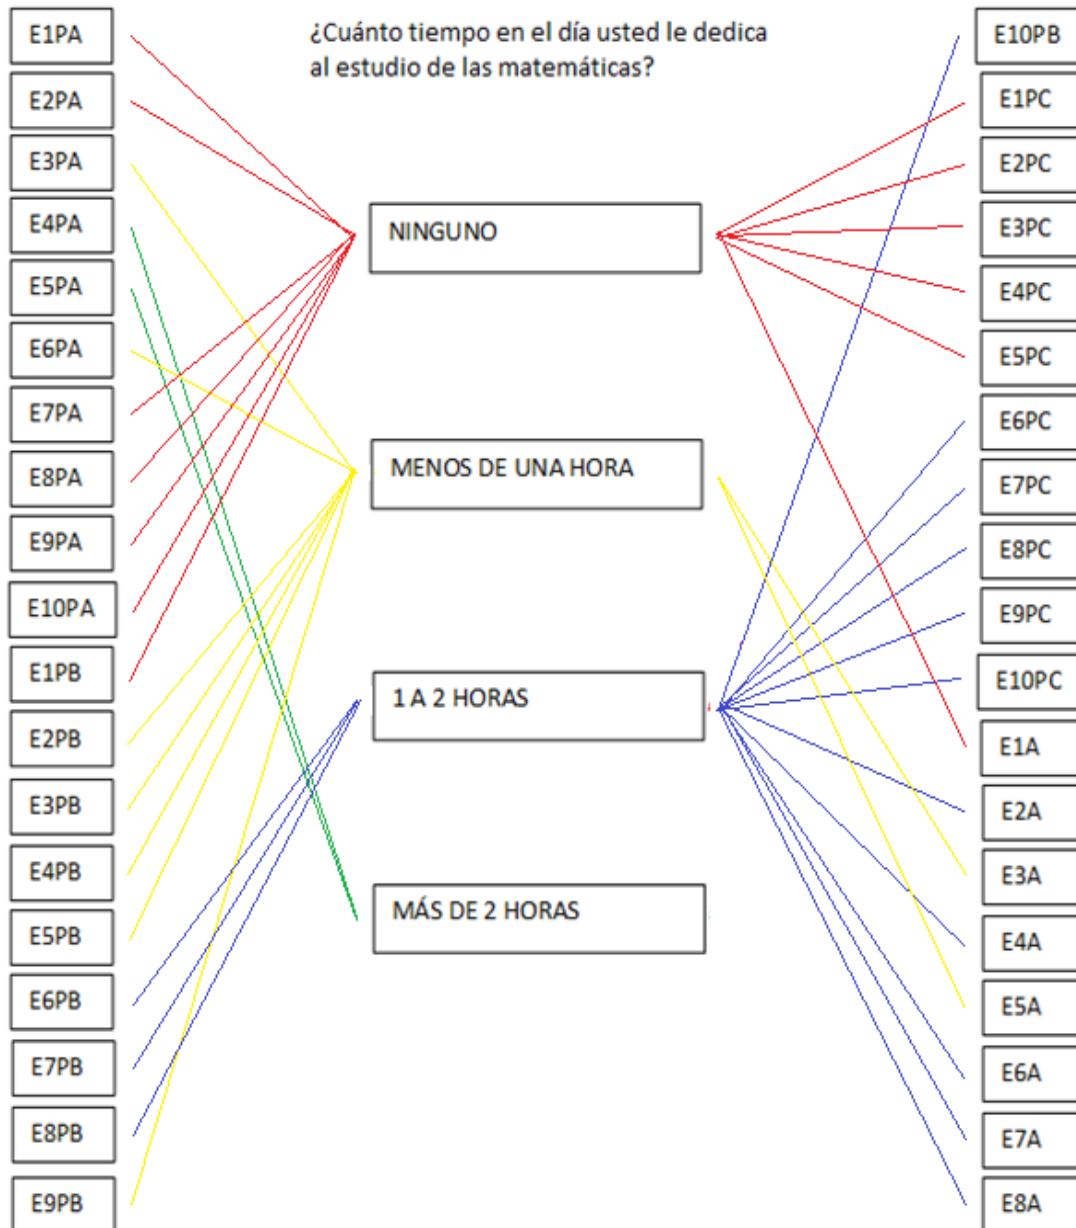 ¿Cuánto tiempo en el día usted le dedica
al estudio de las matemáticas?
E1PA
E2PA
E3PA
E4PA
E5PA
E6PA
E7PA
E8PA
E9PA
E10PA
E1PB
E2PB
E3PB
E4PB
E5PB
E6PB
E7PB
E8PB
E9PB
NINGUNO
MENOS DE UNA HORA
1 A 2 HORAS
MÁS DE 2 HORAS
E10PB
E1PC
E2PC
E3PC
E4PC
E5PC
E6PC
E7PC
E8PC
E9PC
E10PC
E1A
E2A
E3A
E4A
E5A
E6A
E7A
E8A